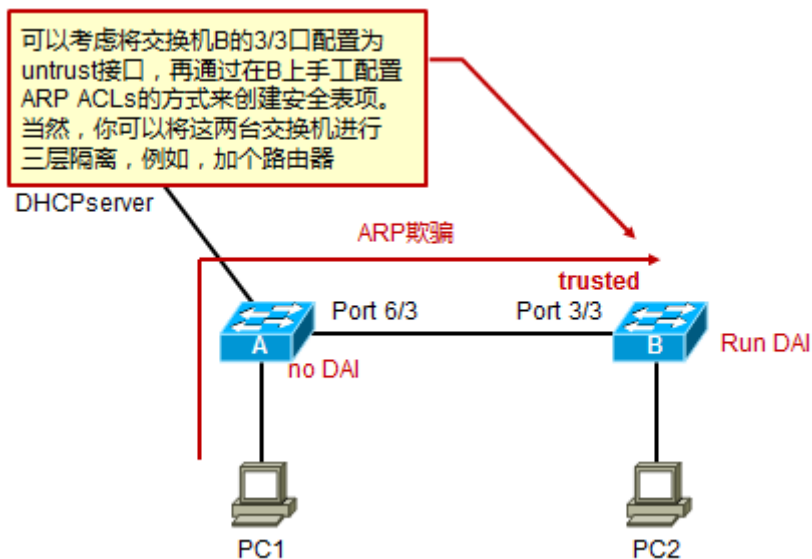 可以考虑将交换机B的3/3口配置为
untrust接口，再通过在B上手工配置
ARP ACLs的方式来创建安全表项。
当然，你可以将这两台交换机进行
三层隔离，例如，加个路由器
DHCPserver
ARP欺骗
trusted
Port 6/3
Port 3/3
A
B
no DAI
Run DAI
PC1
PC2